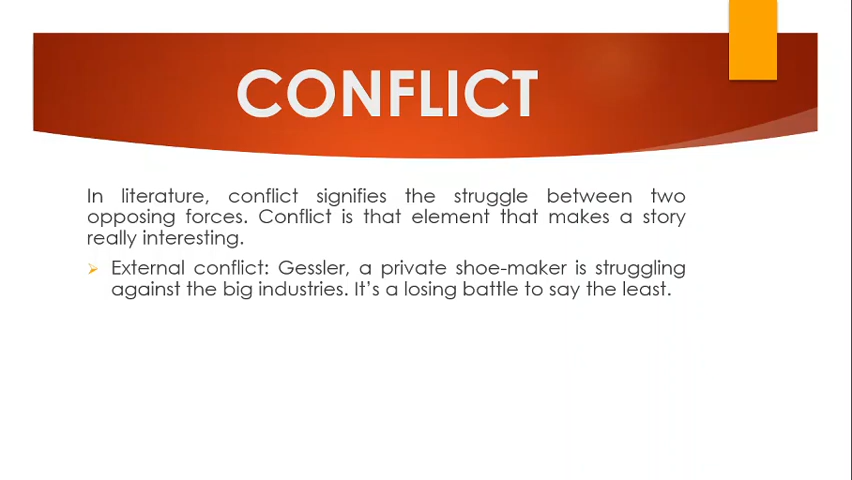 CONFLICT
In literature, conflict signifies the struggle between two
opposing forces. Conflict is that element that makes a story
really interesting.
External conflict: Gessler, a private shoe-maker is struggling
against the big industries. It’s a losing battle to say the least.